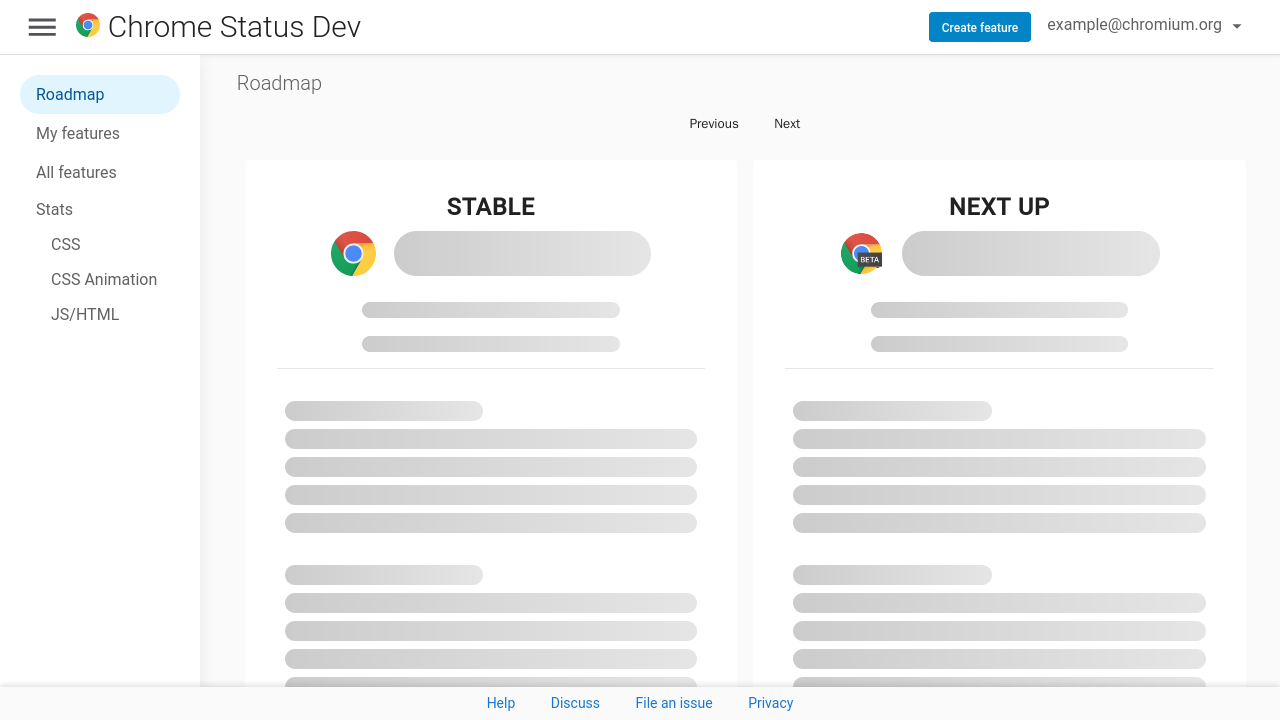 Chrome Status Dev
Create feature
example@chromium.org
Roadmap
My features
All features
Stats
CSS
CSS Animation
JS/HTML
Roadmap
Previous Next
STABLE
NEXT UP
BETA
Help Discuss File an issue Privacy